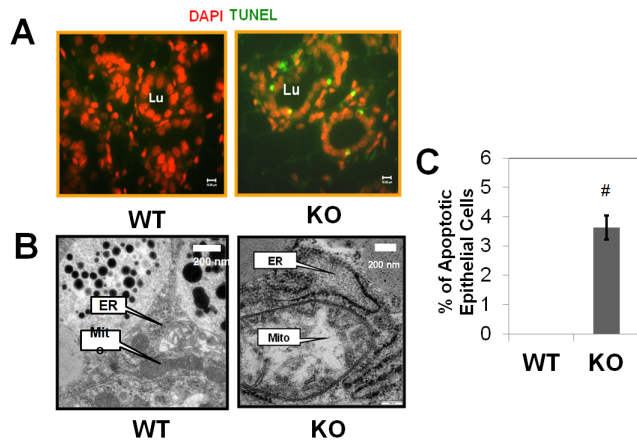 DAPI TUNEL
A
Lu
Lu
WT
KO
B
200 nm
ER
Mit
o
WT
200 nm
ER
Mito
KO
C
% of Apoptotic
Epithelial Cells
6
5
4
3
2
1
0
#
WT
KO